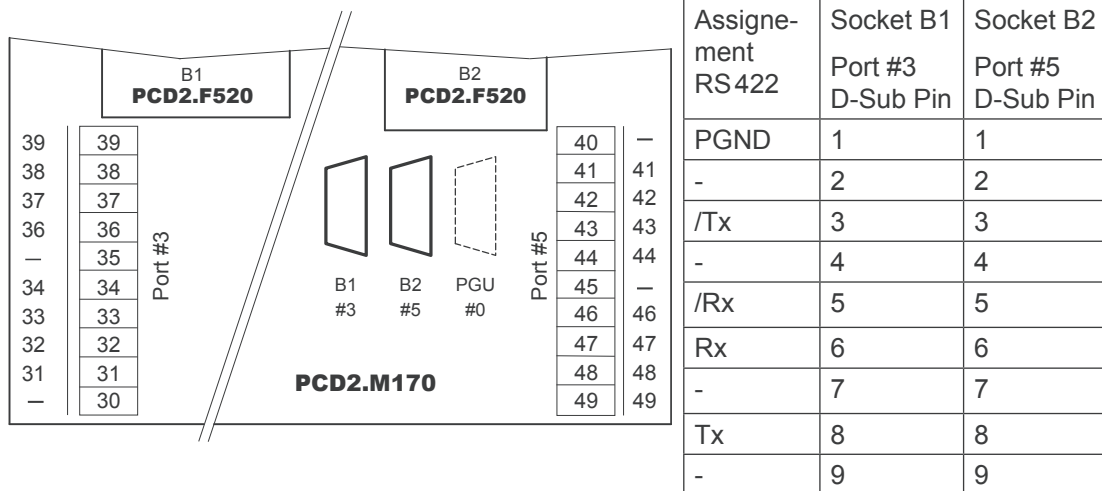 B1
PCD2.F520
B2
PCD2.F520
39 39
38 38
37 37
36 36
– 35
34 34
33 33
32 32
31 31
– 30
Port #3
B1 B2 PGU
#3 #5 #0
PCD2.M170
Port #5
40 –
41 41
42 42
43 43
44 44
45 –
46 46
47 47
48 48
49 49
Assigne-
ment
RS 422
Socket B1
Port #3
D-Sub Pin
Socket B2
Port #5
D-Sub Pin
PGND 1 1
- 2 2
/Tx 3 3
- 4 4
/Rx 5 5
Rx 6 6
- 7 7
Tx 8 8
- 9 9